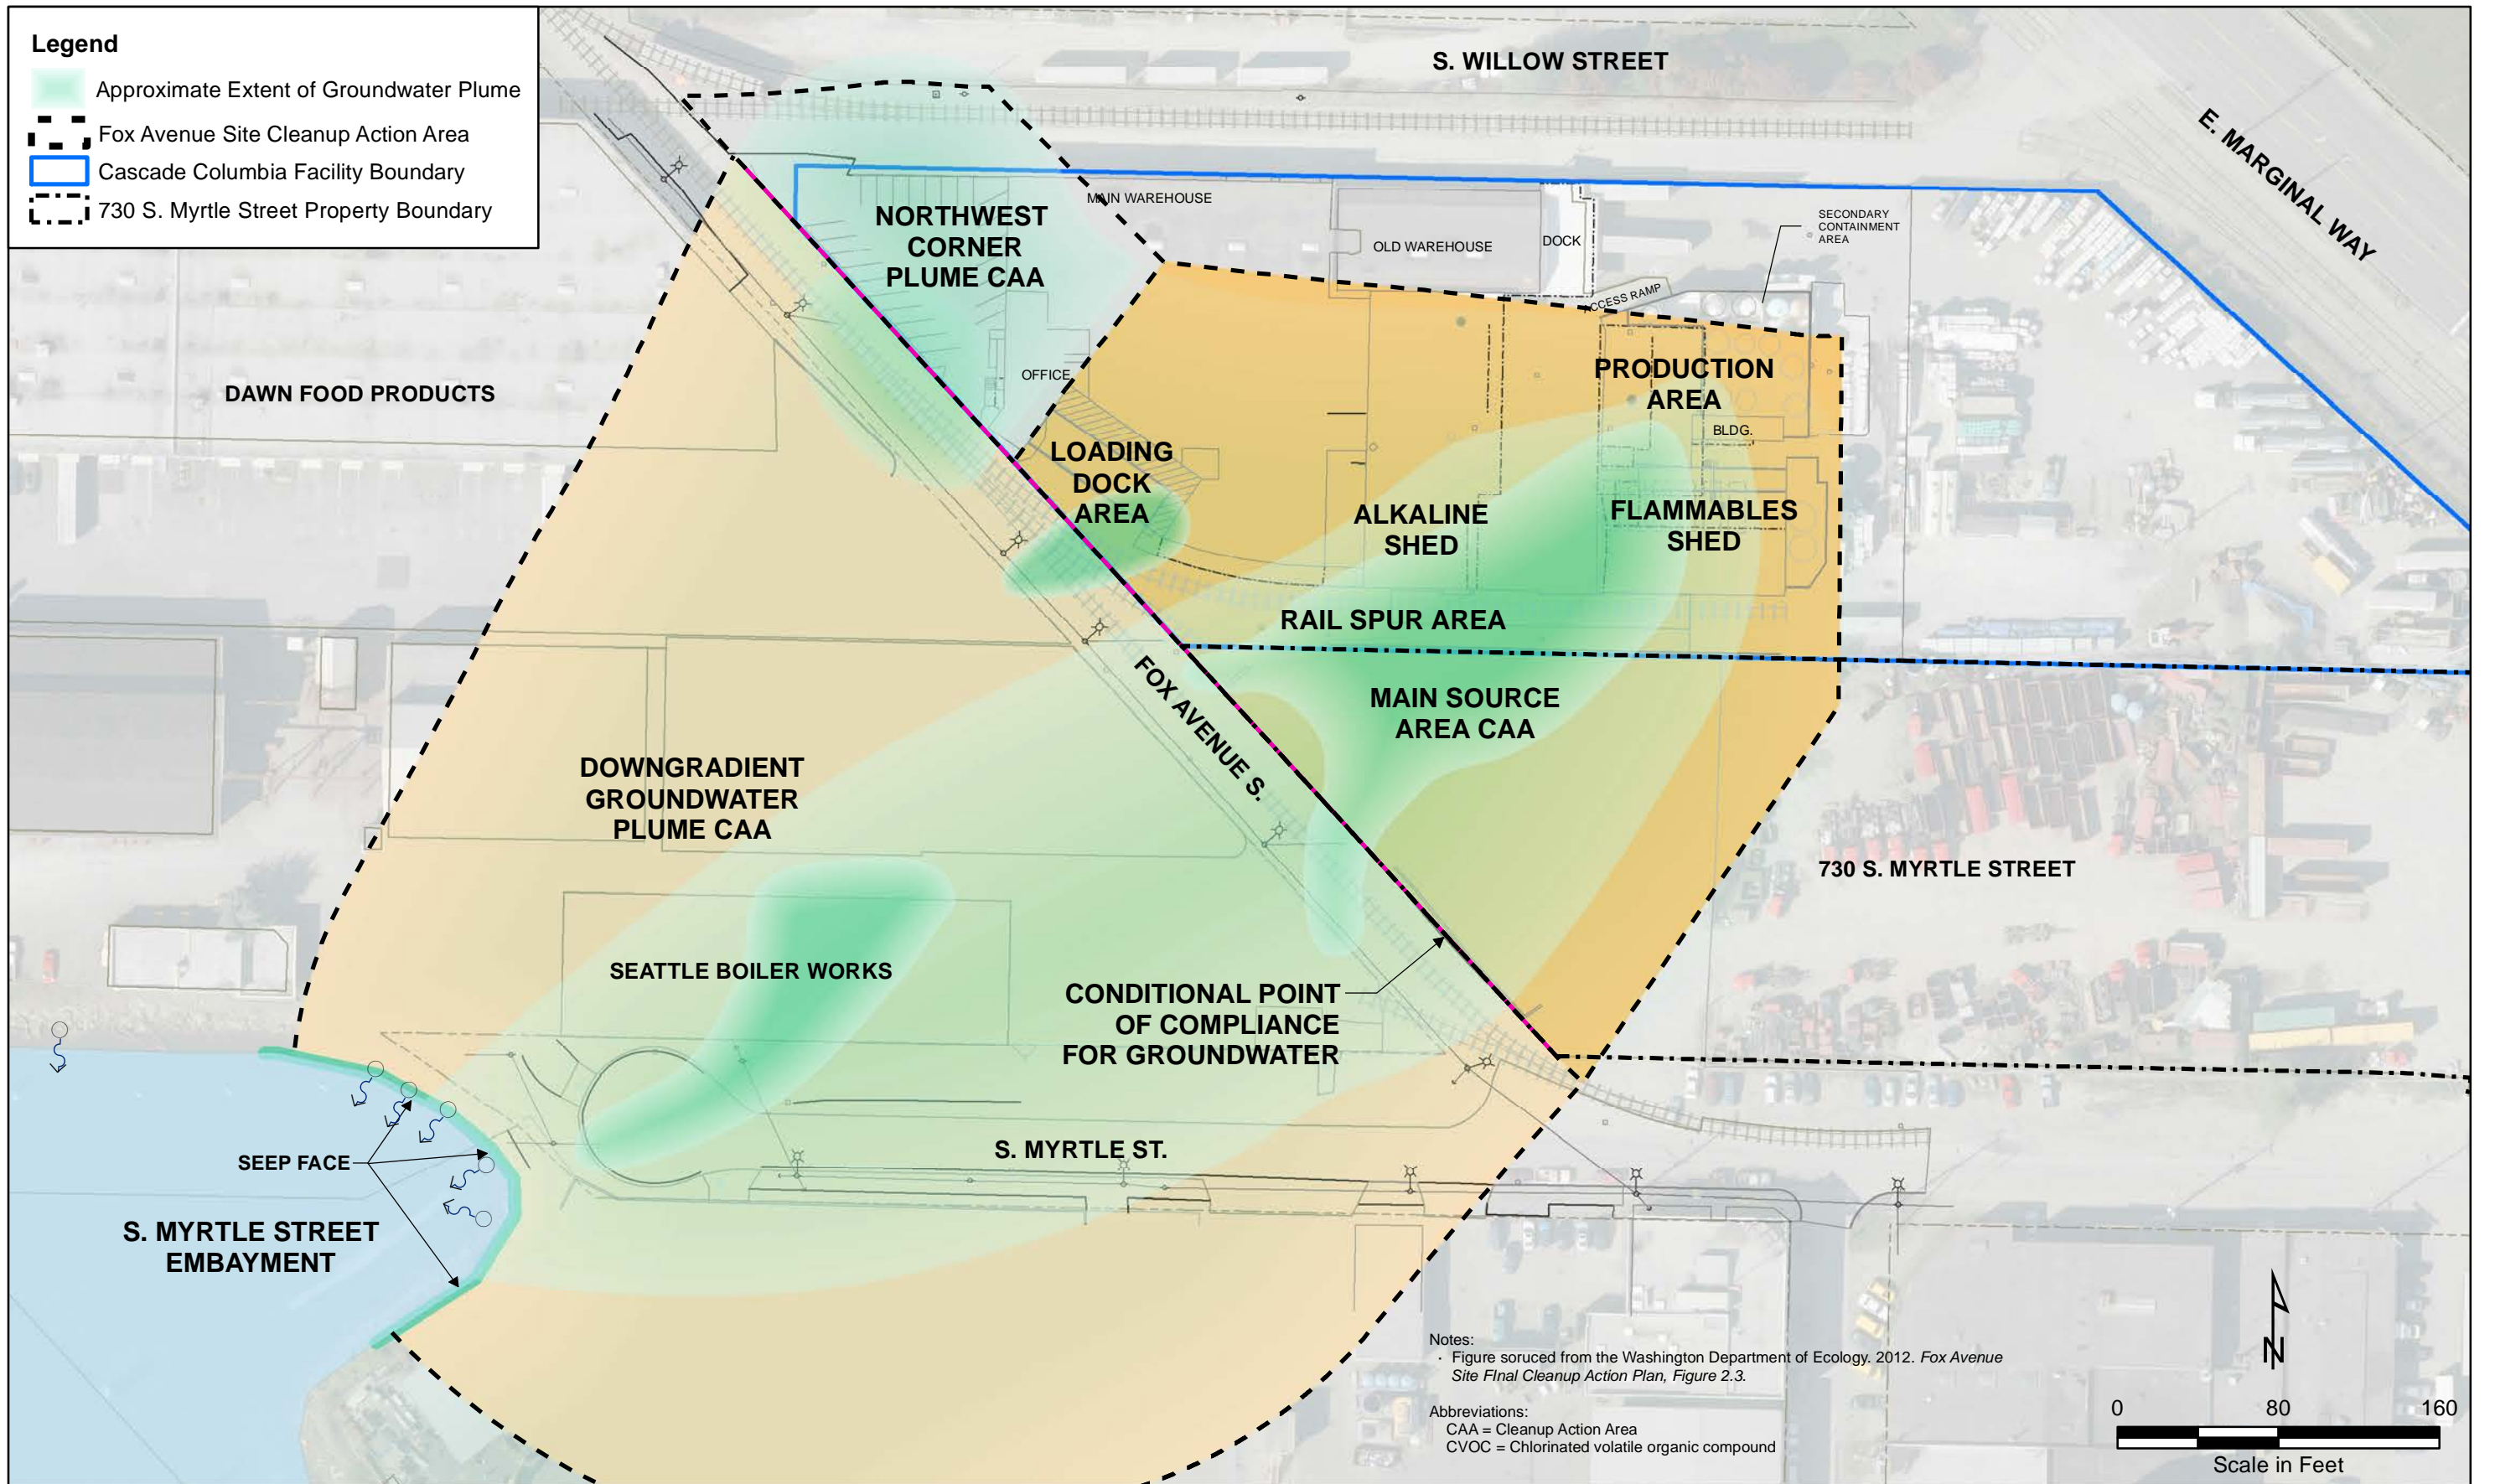 Legend
Approximate Extent of Groundwater Plume
Fox Avenue Site Cleanup Action Area
Cascade Columbia Facility Boundary
730 S. Myrtle Street Property Boundary
S. WILLOW STREET
E. MARGINAL WAY
NORTHWEST
CORNER
PLUME CAA
MAIN WAREHOUSE
OLD WAREHOUSE
DOCK
SECONDARY
CONTAINMENT
AREA
ACCESS RAMP
OFFICE
PRODUCTION
AREA
BLDG.
DAWN FOOD PRODUCTS
LOADING
DOCK
AREA
ALKALINE
SHED
FLAMMABLES
SHED
RAIL SPUR AREA
FOX AVENUE S.
MAIN SOURCE
AREA CAA
DOWNGRADIENT
GROUNDWATER
PLUME CAA
730 S. MYRTLE STREET
SEATTLE BOILER WORKS
CONDITIONAL POINT
OF COMPLIANCE
FOR GROUNDWATER
S. MYRTLE ST.
SEEP FACE
S. MYRTLE STREET
EMBAYMENT
Notes:
· Figure soruced from the Washington Department of Ecology. 2012. Fox Avenue
Site FInal Cleanup Action Plan, Figure 2.3.
Abbreviations:
CAA = Cleanup Action Area
CVOC = Chlorinated volatile organic compound
N
0 80 160
Scale in Feet